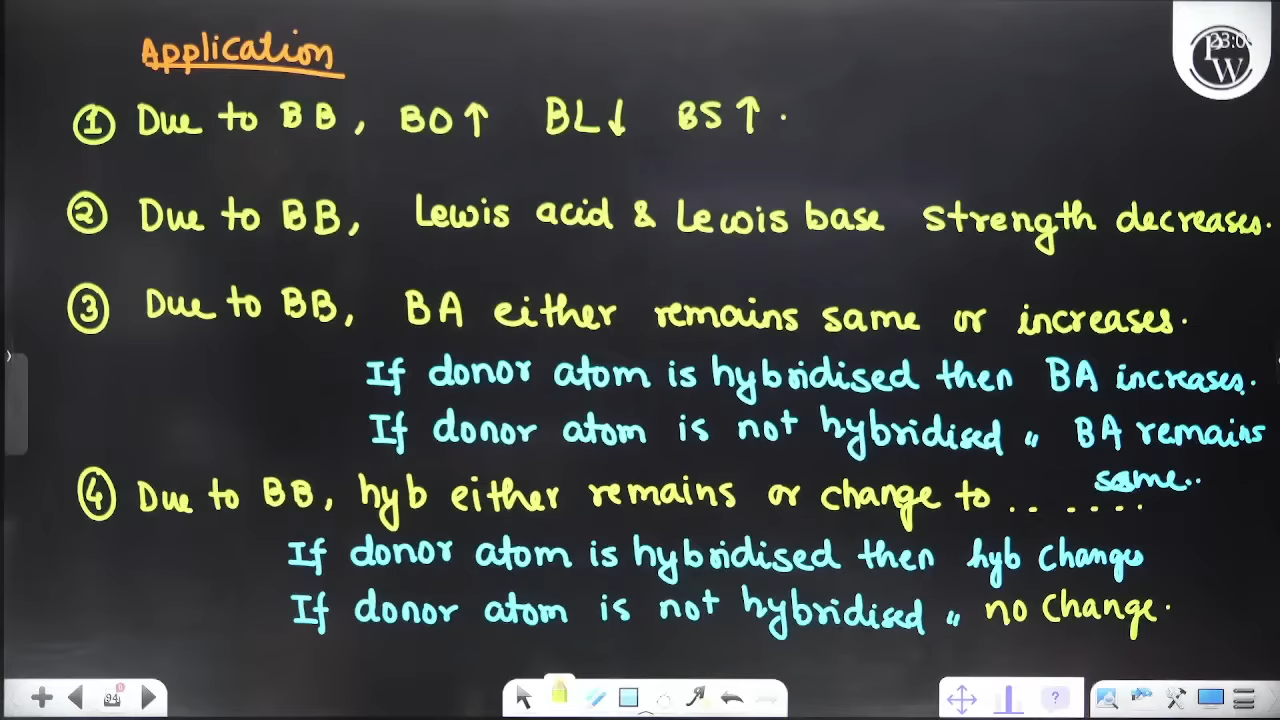 Application
① Due to BB, BO↑ BL↓ BS↑.
② Due to BB, Lewis acid & Lewis base strength decreases.
③ Due to BB, BA either remains same or increases.
If donor atom is hybridised then BA increases.
If donor atom is not hybridised " BA remains
same..
④ Due to BB, hyb either remains or change to .. .....
If donor atom is hybridised then hyb changes
If donor atom is not hybridised " no change.
PW
94